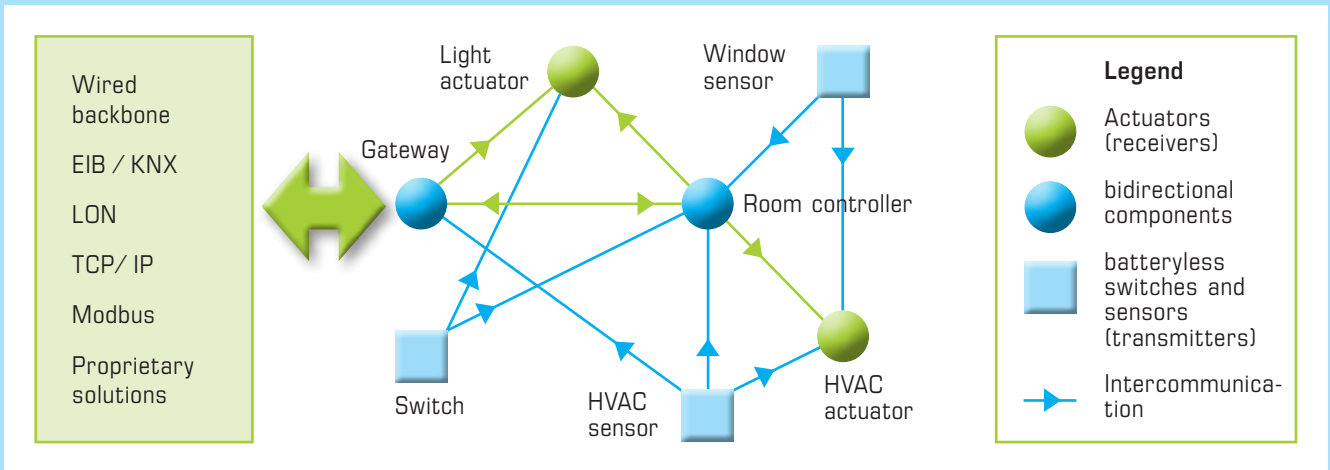 Wired
backbone
EIB / KNX
LON
TCP/ IP
Modbus
Proprietary
solutions
Light
actuator
Window
sensor
Gateway
Room controller
Switch
HVAC
sensor
HVAC
actuator
Legend
Actuators
(receivers)
bidirectional
components
batteryless
switches and
sensors
(transmitters)
Intercommunica-
tion